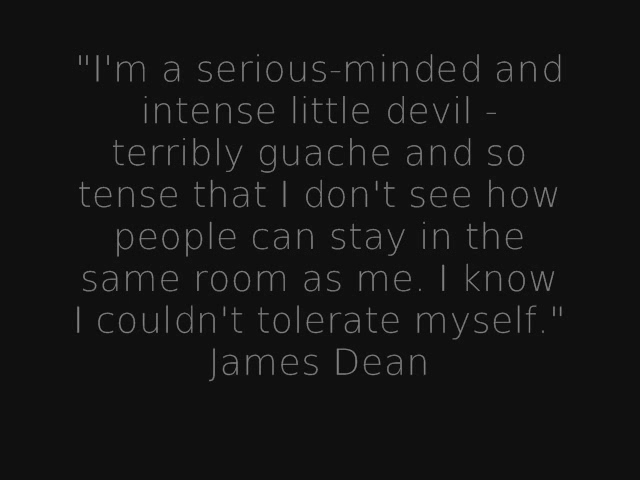 "I'm a serious-minded and
intense little devil -
terribly guache and so
tense that I don't see how
people can stay in the
same room as me. I know
I couldn't tolerate myself."
James Dean